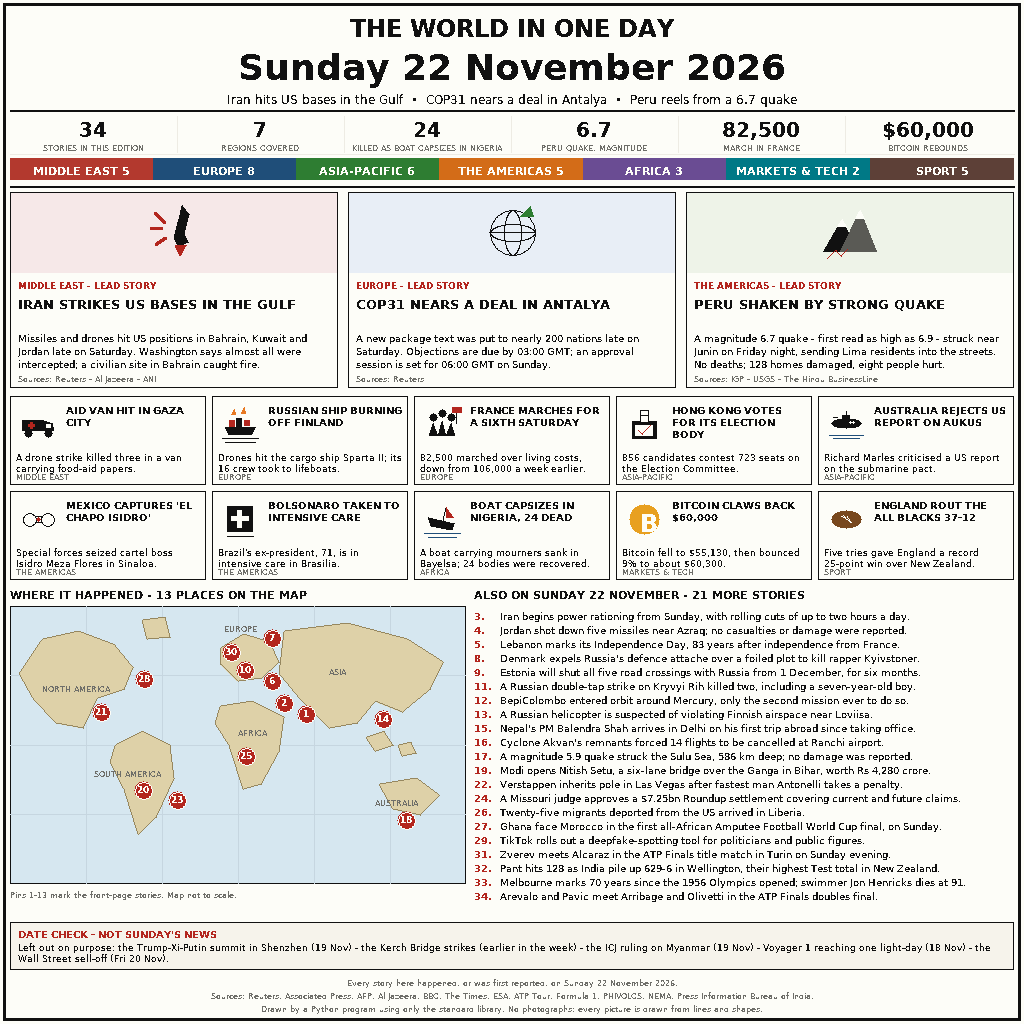 THE WORLD IN ONE DAY
Sunday 22 November 2026
Iran hits US bases in the Gulf • COP31 nears a deal in Antalya • Peru reels from a 6.7 quake
34
STORIES IN THIS EDITION
7
REGIONS COVERED
24
KILLED AS BOAT CAPSIZES IN NIGERIA
6.7
PERU QUAKE, MAGNITUDE
82,500
MARCH IN FRANCE
$60,000
BITCOIN REBOUNDS
MIDDLE EAST 5
EUROPE 8
ASIA-PACIFIC 6
THE AMERICAS 5
AFRICA 3
MARKETS & TECH 2
SPORT 5
MIDDLE EAST - LEAD STORY
IRAN STRIKES US BASES IN THE GULF
Missiles and drones hit US positions in Bahrain, Kuwait and
Jordan late on Saturday. Washington says almost all were
intercepted; a civilian site in Bahrain caught fire.
Sources: Reuters - Al Jazeera - ANI
EUROPE - LEAD STORY
COP31 NEARS A DEAL IN ANTALYA
A new package text was put to nearly 200 nations late on
Saturday. Objections are due by 03:00 GMT; an approval
session is set for 06:00 GMT on Sunday.
Sources: Reuters
THE AMERICAS - LEAD STORY
PERU SHAKEN BY STRONG QUAKE
A magnitude 6.7 quake - first read as high as 6.9 - struck near
Junin on Friday night, sending Lima residents into the streets.
No deaths; 128 homes damaged, eight people hurt.
Sources: IGP - USGS - The Hindu BusinessLine
AID VAN HIT IN GAZA
CITY
A drone strike killed three in a van
carrying food-aid papers.
MIDDLE EAST
RUSSIAN SHIP BURNING
OFF FINLAND
Drones hit the cargo ship Sparta II; its
16 crew took to lifeboats.
EUROPE
FRANCE MARCHES FOR
A SIXTH SATURDAY
82,500 marched over living costs,
down from 106,000 a week earlier.
EUROPE
HONG KONG VOTES
FOR ITS ELECTION
BODY
856 candidates contest 723 seats on
the Election Committee.
ASIA-PACIFIC
AUSTRALIA REJECTS US
REPORT ON AUKUS
Richard Marles criticised a US report
on the submarine pact.
ASIA-PACIFIC
MEXICO CAPTURES 'EL
CHAPO ISIDRO'
Special forces seized cartel boss
Isidro Meza Flores in Sinaloa.
THE AMERICAS
BOLSONARO TAKEN TO
INTENSIVE CARE
Brazil's ex-president, 71, is in
intensive care in Brasilia.
THE AMERICAS
BOAT CAPSIZES IN
NIGERIA, 24 DEAD
A boat carrying mourners sank in
Bayelsa; 24 bodies were recovered.
AFRICA
B
BITCOIN CLAWS BACK
$60,000
Bitcoin fell to $55,130, then bounced
9% to about $60,300.
MARKETS & TECH
ENGLAND ROUT THE
ALL BLACKS 37-12
Five tries gave England a record
25-point win over New Zealand.
SPORT
WHERE IT HAPPENED - 13 PLACES ON THE MAP
EUROPE
7
30
10
ASIA
28
6
NORTH AMERICA
2
21
1
14
AFRICA
25
SOUTH AMERICA
20
23
AUSTRALIA
18
Pins 1-13 mark the front-page stories. Map not to scale.
ALSO ON SUNDAY 22 NOVEMBER - 21 MORE STORIES
3. Iran begins power rationing from Sunday, with rolling cuts of up to two hours a day.
4. Jordan shot down five missiles near Azraq; no casualties or damage were reported.
5. Lebanon marks its Independence Day, 83 years after independence from France.
8. Denmark expels Russia's defence attache over a foiled plot to kill rapper Kyivstoner.
9. Estonia will shut all five road crossings with Russia from 1 December, for six months.
11. A Russian double-tap strike on Kryvyi Rih killed two, including a seven-year-old boy.
12. BepiColombo entered orbit around Mercury, only the second mission ever to do so.
13. A Russian helicopter is suspected of violating Finnish airspace near Loviisa.
15. Nepal's PM Balendra Shah arrives in Delhi on his first trip abroad since taking office.
16. Cyclone Akvan's remnants forced 14 flights to be cancelled at Ranchi airport.
17. A magnitude 5.9 quake struck the Sulu Sea, 586 km deep; no damage was reported.
19. Modi opens Nitish Setu, a six-lane bridge over the Ganga in Bihar, worth Rs 4,280 crore.
22. Verstappen inherits pole in Las Vegas after fastest man Antonelli takes a penalty.
24. A Missouri judge approves a $7.25bn Roundup settlement covering current and future claims.
26. Twenty-five migrants deported from the US arrived in Liberia.
27. Ghana face Morocco in the first all-African Amputee Football World Cup final, on Sunday.
29. TikTok rolls out a deepfake-spotting tool for politicians and public figures.
31. Zverev meets Alcaraz in the ATP Finals title match in Turin on Sunday evening.
32. Pant hits 128 as India pile up 629-6 in Wellington, their highest Test total in New Zealand.
33. Melbourne marks 70 years since the 1956 Olympics opened; swimmer Jon Henricks dies at 91.
34. Arevalo and Pavic meet Arribage and Olivetti in the ATP Finals doubles final.
DATE CHECK - NOT SUNDAY'S NEWS
Left out on purpose: the Trump-Xi-Putin summit in Shenzhen (19 Nov) - the Kerch Bridge strikes (earlier in the week) - the ICJ ruling on Myanmar (19 Nov) - Voyager 1 reaching one light-day (18 Nov) - the
Wall Street sell-off (Fri 20 Nov).
Every story here happened, or was first reported, on Sunday 22 November 2026.
Sources: Reuters, Associated Press, AFP, Al Jazeera, BBC, The Times, ESA, ATP Tour, Formula 1, PHIVOLCS, NEMA, Press Information Bureau of India.
Drawn by a Python program using only the standard library. No photographs: every picture is drawn from lines and shapes.